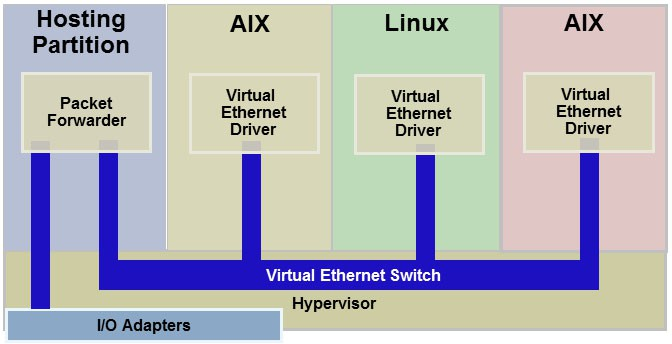 Hosting
Partition
AIX
Linux
AIX
Packet
Forwarder
Virtual
Ethernet
Driver
Virtual
Ethernet
Driver
Virtual
Ethernet
Driver
Virtual Ethernet Switch
Hypervisor
I/O Adapters